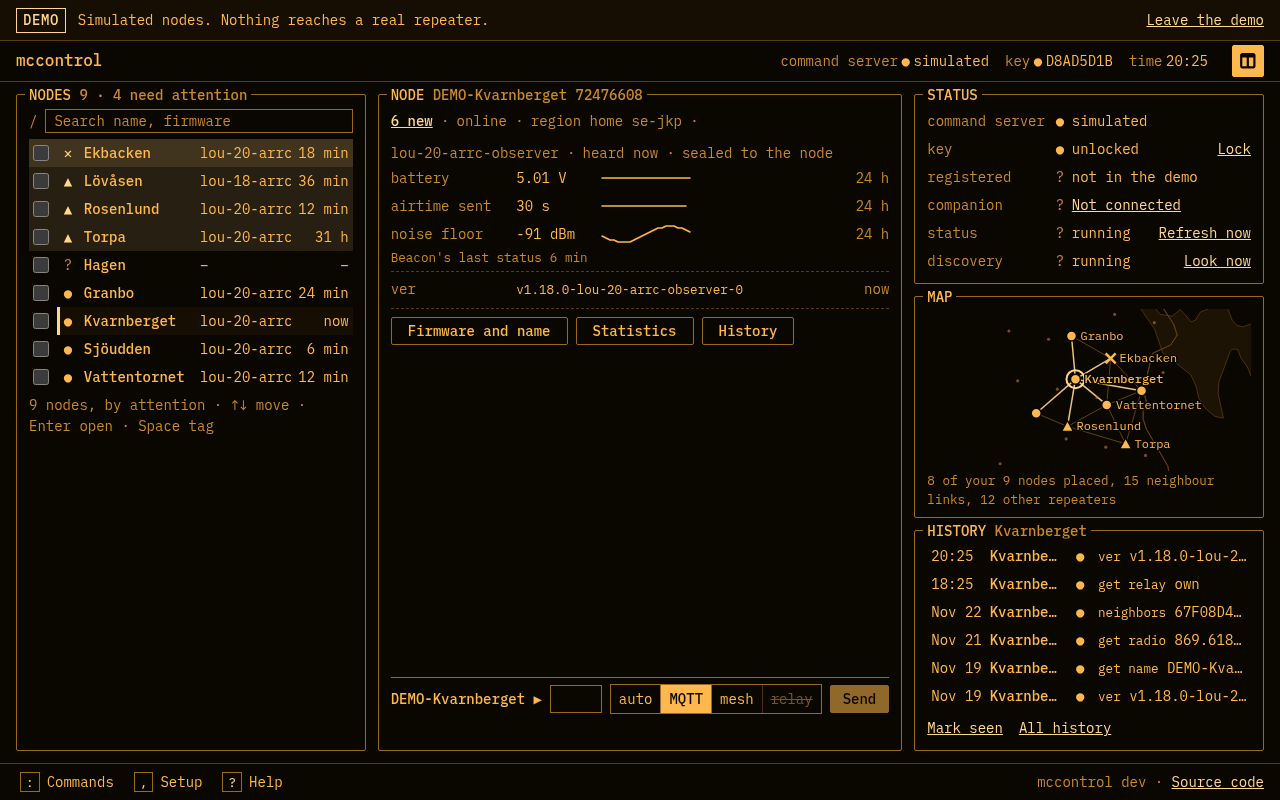 DEMO Simulated nodes. Nothing reaches a real repeater. Leave the demo
mccontrol command server ● simulated key ● D8AD5D1B time 20:25
NODES 9 · 4 need attention
/ Search name, firmware
✕ Ekbacken lou-20-arrc 18 min
▲ Lövåsen lou-18-arrc 36 min
▲ Rosenlund lou-20-arrc 12 min
▲ Torpa lou-20-arrc 31 h
? Hagen – –
● Granbo lou-20-arrc 24 min
● Kvarnberget lou-20-arrc now
● Sjöudden lou-20-arrc 6 min
● Vattentornet lou-20-arrc 12 min
9 nodes, by attention · ↑↓ move ·
Enter open · Space tag
NODE DEMO-Kvarnberget 72476608
6 new · online · region home se-jkp ·
lou-20-arrc-observer · heard now · sealed to the node
battery 5.01 V 24 h
airtime sent 30 s 24 h
noise floor -91 dBm 24 h
Beacon's last status 6 min
ver v1.18.0-lou-20-arrc-observer-0 now
Firmware and name Statistics History
DEMO-Kvarnberget ▶ auto MQTT mesh relay Send
STATUS
command server ● simulated
key ● unlocked Lock
registered ? not in the demo
companion ? Not connected
status ? running Refresh now
discovery ? running Look now
MAP
Granbo
Ekbacken
Kvarnberget
Vattentornet
Rosenlund
Torpa
8 of your 9 nodes placed, 15 neighbour
links, 12 other repeaters
HISTORY Kvarnberget
20:25 Kvarnbe… ● ver v1.18.0-lou-2…
18:25 Kvarnbe… ● get relay own
Nov 22 Kvarnbe… ● neighbors 67F08D4…
Nov 21 Kvarnbe… ● get radio 869.618…
Nov 19 Kvarnbe… ● get name DEMO-Kva…
Nov 19 Kvarnbe… ● ver v1.18.0-lou-2…
Mark seen All history
: Commands , Setup ? Help mccontrol dev · Source code